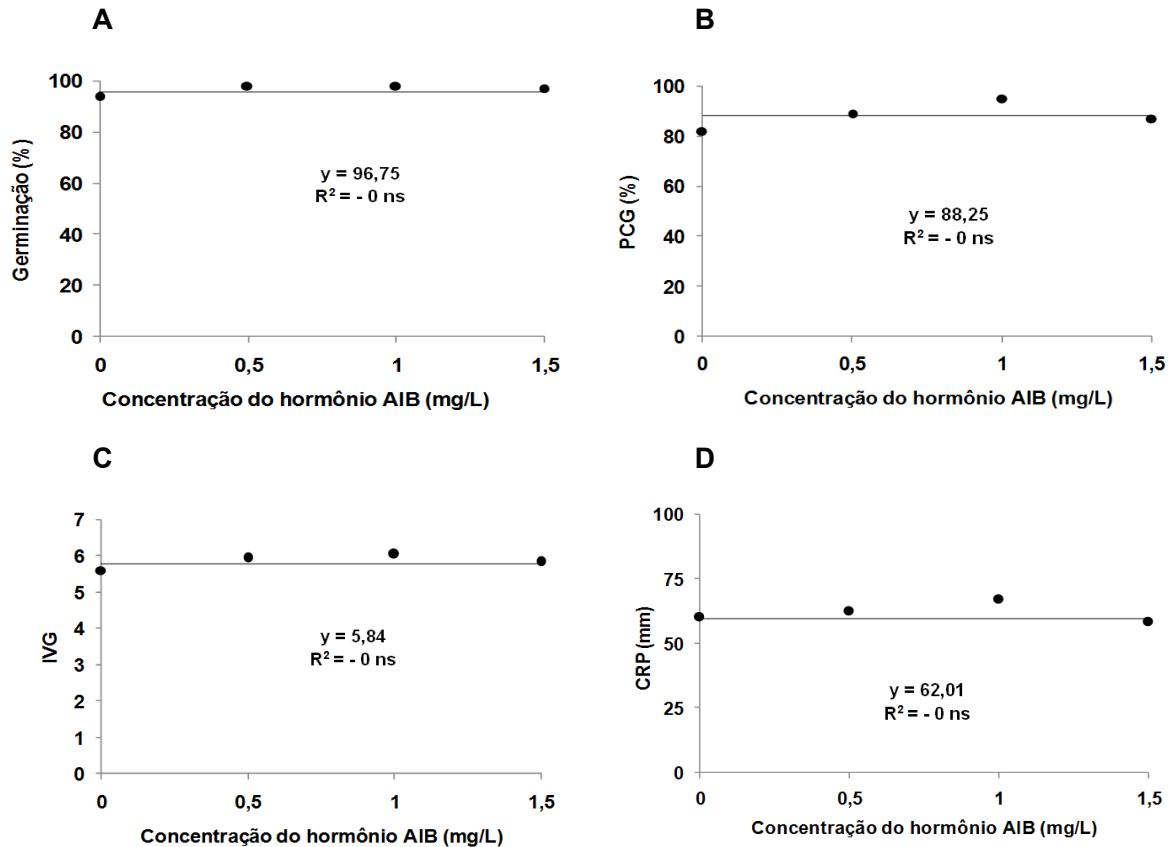 A
Germinação (%)
100
80
60
40
20
0
y = 96,75
R² = - 0 ns
0 0,5 1 1,5
Concentração do hormônio AIB (mg/L)
B
PCG (%)
100
80
60
40
20
0
y = 88,25
R² = - 0 ns
0 0,5 1 1,5
Concentração do hormônio AIB (mg/L)
C
IVG
7
6
5
4
3
2
1
0
y = 5,84
R² = - 0 ns
0 0,5 1 1,5
Concentração do hormônio AIB (mg/L)
D
CRP (mm)
100
75
50
25
0
y = 62,01
R² = - 0 ns
0 0,5 1 1,5
Concentração do hormônio AIB (mg/L)